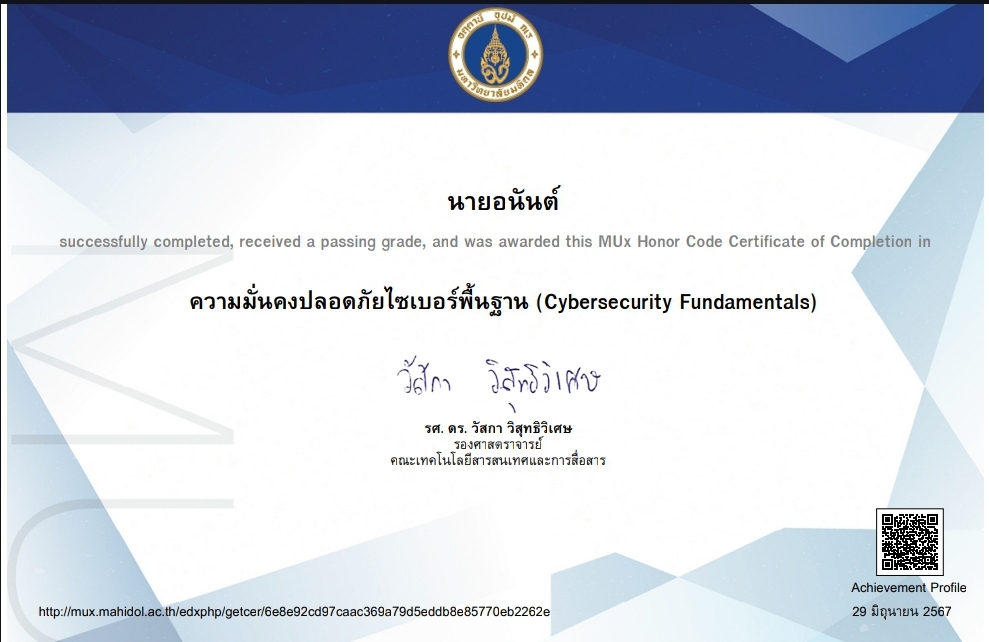 อตฺตานํ อุปมํ กเร
มหาวิทยาลัยมหิดล
นายอนันต์
successfully completed, received a passing grade, and was awarded this MUx Honor Code Certificate of Completion in
ความมั่นคงปลอดภัยไซเบอร์พื้นฐาน (Cybersecurity Fundamentals)
วัสกา วิสุทธิวิเศษ
รศ. ดร. วัสกา วิสุทธิวิเศษ
รองศาสตราจารย์
คณะเทคโนโลยีสารสนเทศและการสื่อสาร
Achievement Profile
http://mux.mahidol.ac.th/edxphp/getcer/6e8e92cd97caac369a79d5eddb8e85770eb2262e
29 มิถุนายน 2567